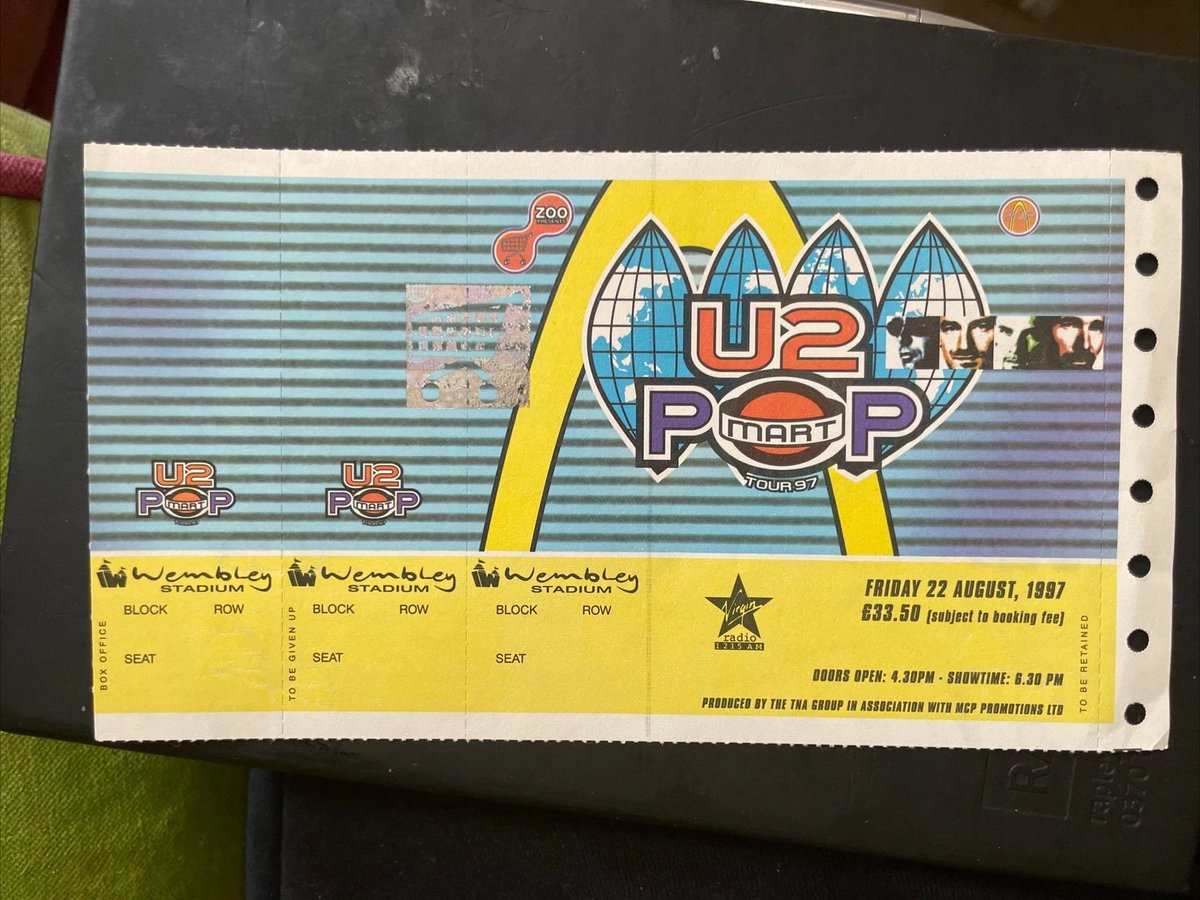 ZOO
PRESENTS
U2
POP
MART
TOUR 97
U2
POP
MART
U2
POP
MART
Wembley
STADIUM
BLOCK ROW
SEAT
BOX OFFICE
Wembley
STADIUM
BLOCK ROW
SEAT
TO BE GIVEN UP
Wembley
STADIUM
BLOCK ROW
SEAT
Virgin
radio
1215 AM
FRIDAY 22 AUGUST, 1997
£33.50 [subject to booking fee]
DOORS OPEN: 4.30PM - SHOWTIME: 6.30 PM
PRODUCED BY THE TNA GROUP IN ASSOCIATION WITH MCP PROMOTIONS LTD
TO BE RETAINED